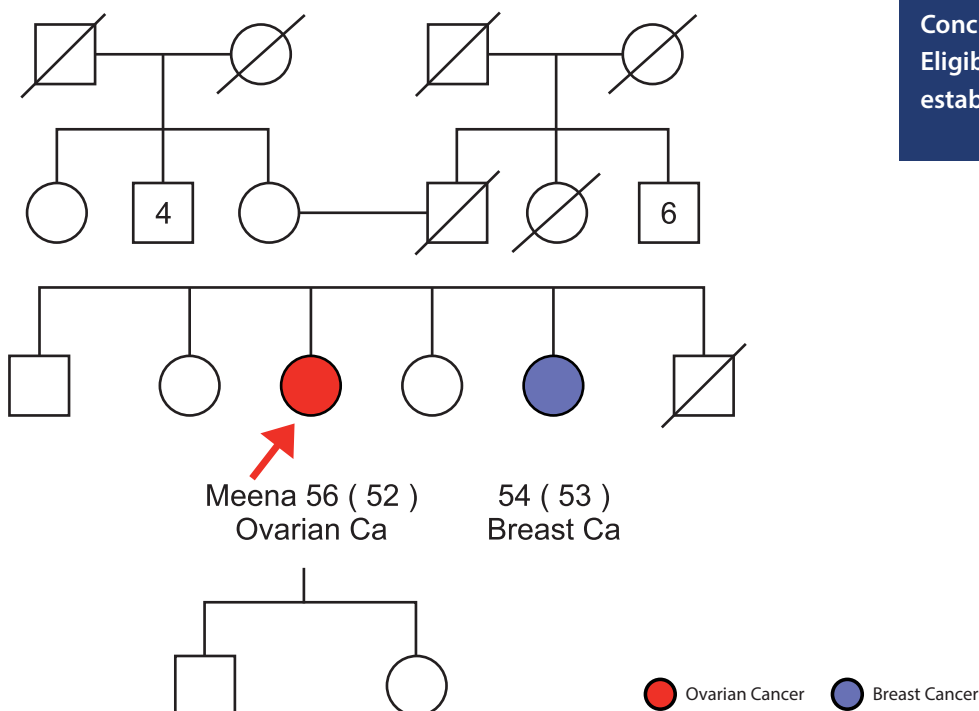 Conc
Eligib
estab
4
6
Meena 56 ( 52 )
Ovarian Ca
54 ( 53 )
Breast Ca
Ovarian Cancer
Breast Cancer